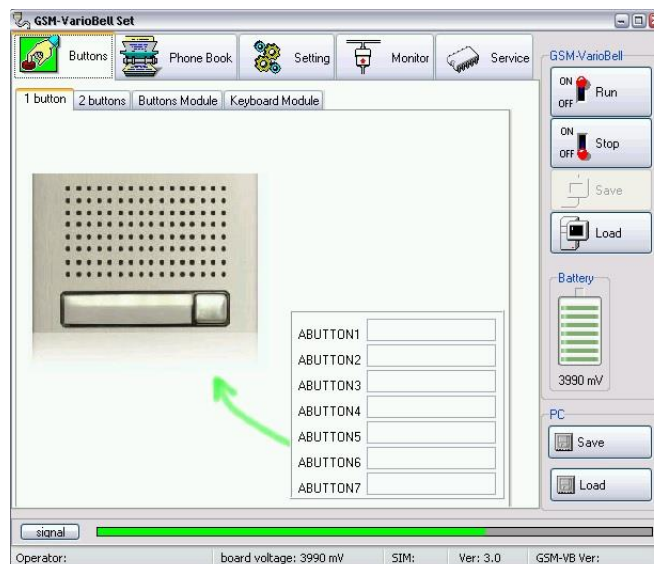 GSM-VarioBell Set
Buttons Phone Book Setting Monitor Service
1 button 2 buttons Buttons Module Keyboard Module
ABUTTON1
ABUTTON2
ABUTTON3
ABUTTON4
ABUTTON5
ABUTTON6
ABUTTON7
GSM-VarioBell
ON
OFF
Run
ON
OFF
Stop
Save
Load
Battery
3990 mV
PC
Save
Load
signal
Operator: board voltage: 3990 mV SIM: Ver: 3.0 GSM-VB Ver: